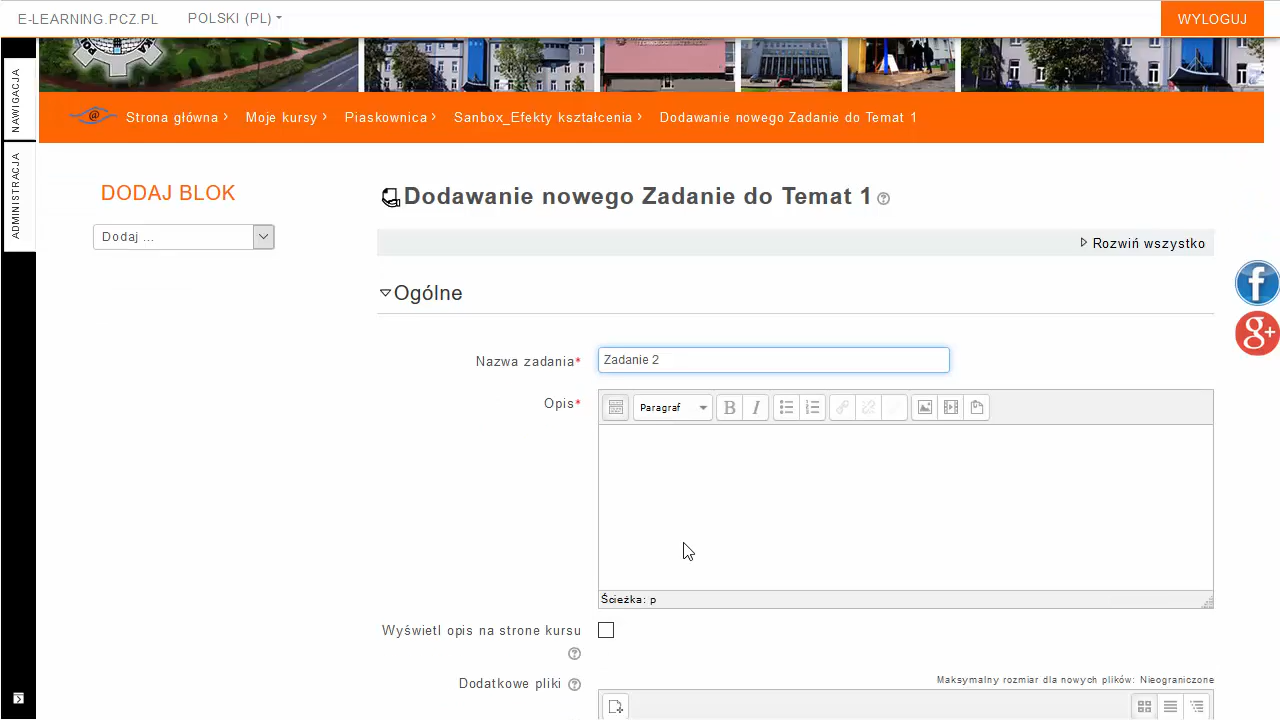 E-LEARNING.PCZ.PL POLSKI (PL) WYLOGUJ
NAWIGACJA
ADMINISTRACJA
Strona główna Moje kursy Piaskownica Sanbox_Efekty kształcenia Dodawanie nowego Zadanie do Temat 1
DODAJ BLOK
Dodaj ...
Dodawanie nowego Zadanie do Temat 1
Rozwiń wszystko
Ogólne
Nazwa zadania* Zadanie 2
Opis*
Paragraf B I
Ścieżka: p
Wyświetl opis na strone kursu
Dodatkowe pliki
Maksymalny rozmiar dla nowych plików: Nieograniczone